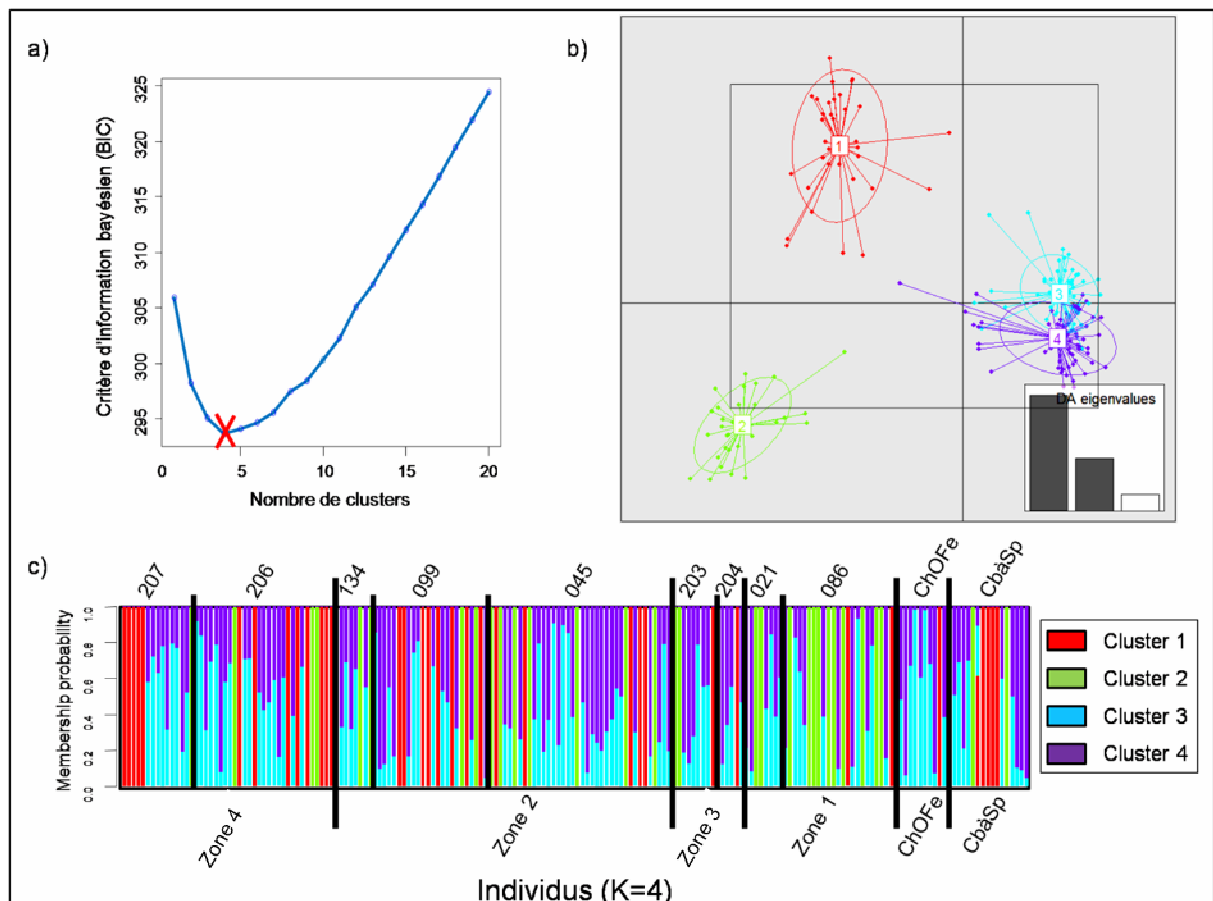 a)
Critère d'information bayésien (BIC)
325
320
315
310
305
300
295
0 5 10 15 20
Nombre de clusters
b)
1
2
3
4
DA eigenvalues
c)
207 206 134 099 045 203 204 021 086 ChOFe CbàSp
Membership probability
1.0
0.8
0.6
0.4
0.2
0.0
Zone 4 Zone 2 Zone 3 Zone 1 ChOFe CbàSp
Individus (K=4)
Cluster 1
Cluster 2
Cluster 3
Cluster 4